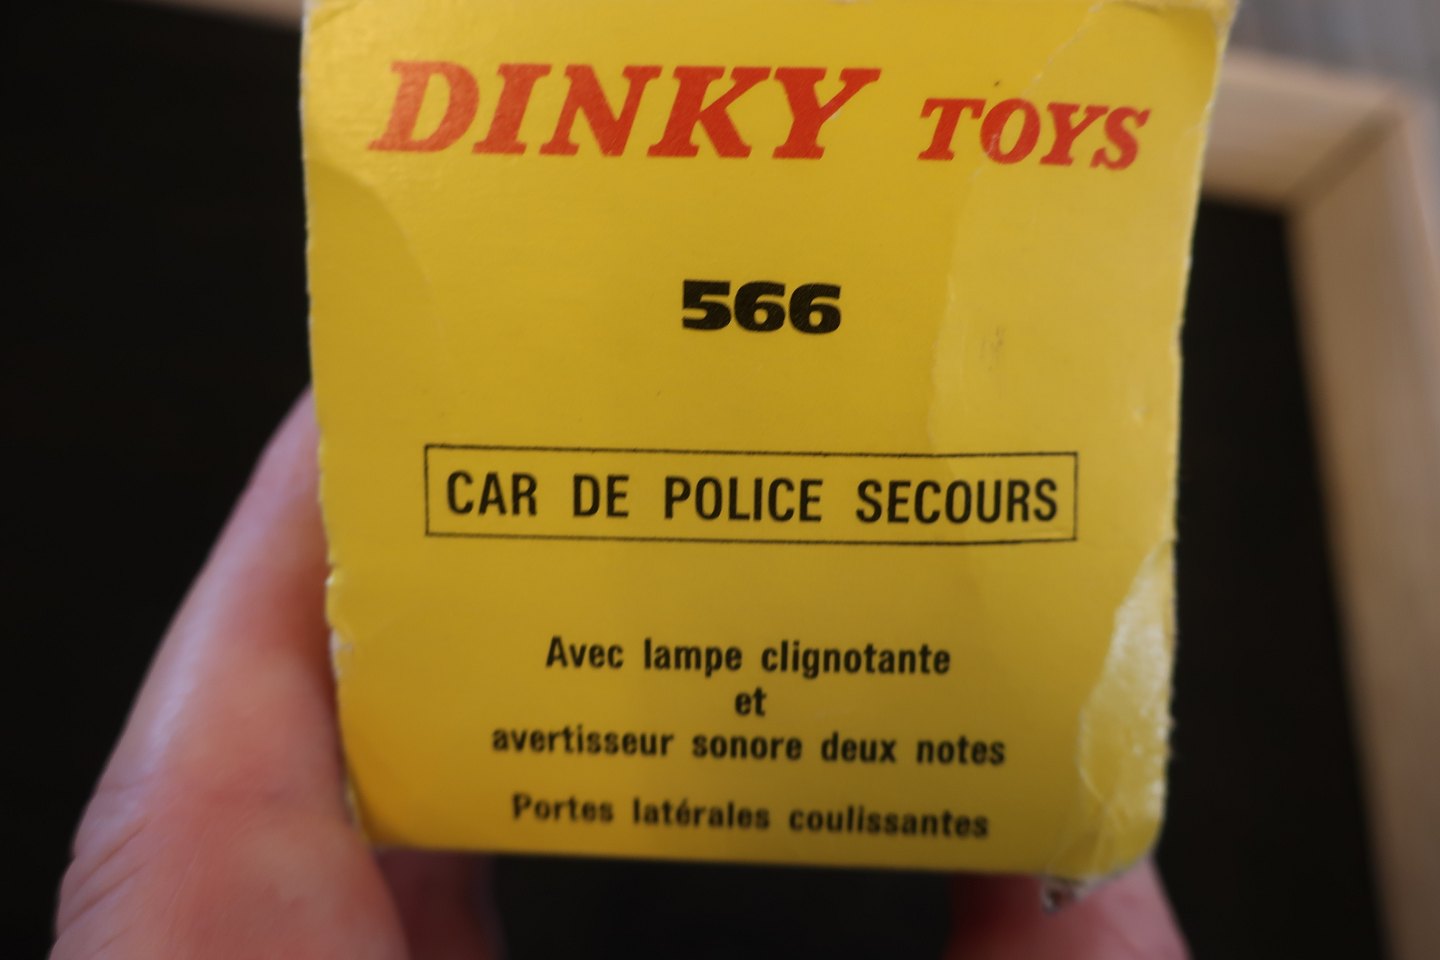 DINKY TOYS
566
CAR DE POLICE SECOURS
Avec lampe clignotante
et
avertisseur sonore deux notes
Portes latérales coulissantes